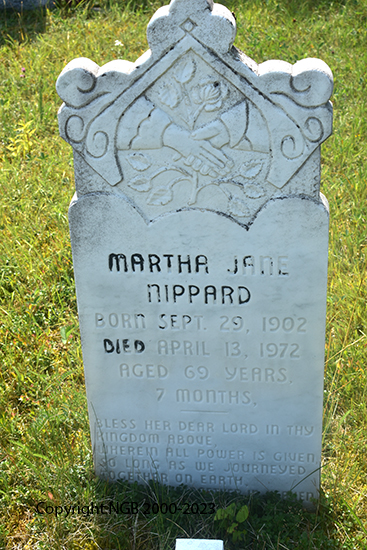 MARTHA JANE
NIPPARD
BORN SEPT. 29, 1902
DIED APRIL 13, 1972
AGED 69 YEARS,
7 MONTHS,
BLESS HER DEAR LORD IN THY
KINGDOM ABOVE,
WHEREIN ALL POWER IS GIVEN
SO LONG AS WE JOURNEYED
TOGETHER ON EARTH.
Copyright NGB 2000-2023